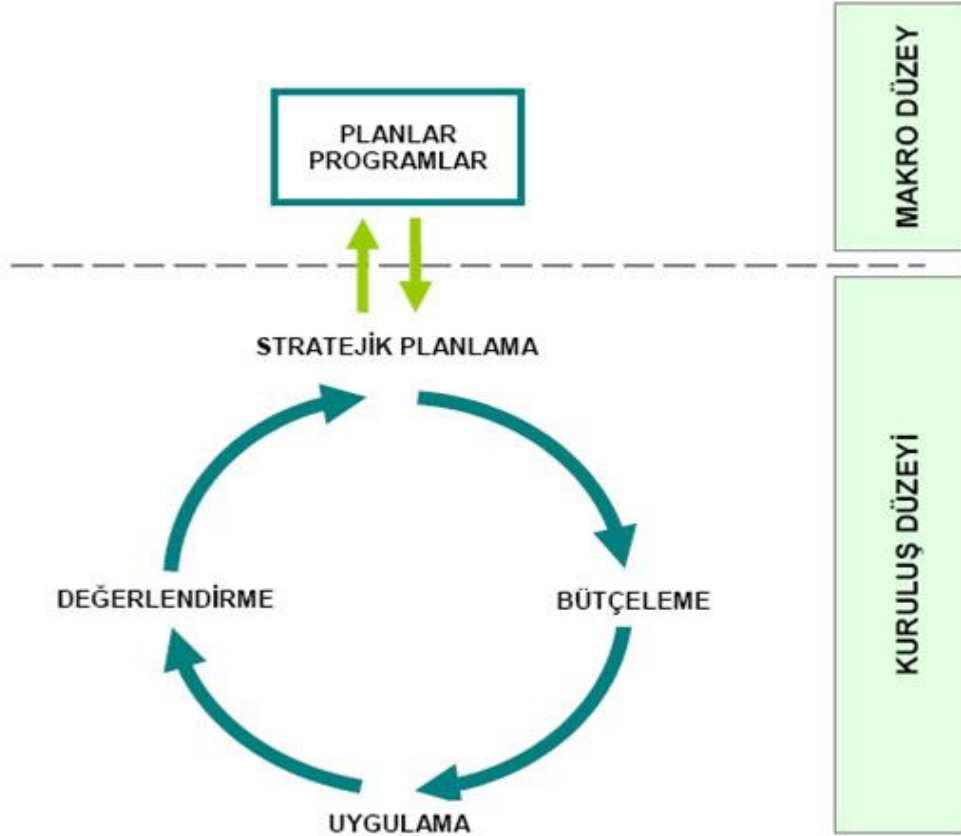 MAKRO DÜZEY
PLANLAR
PROGRAMLAR
STRATEJİK PLANLAMA
KURULUŞ DÜZEYİ
DEĞERLENDİRME
BÜTÇELEME
UYGULAMA